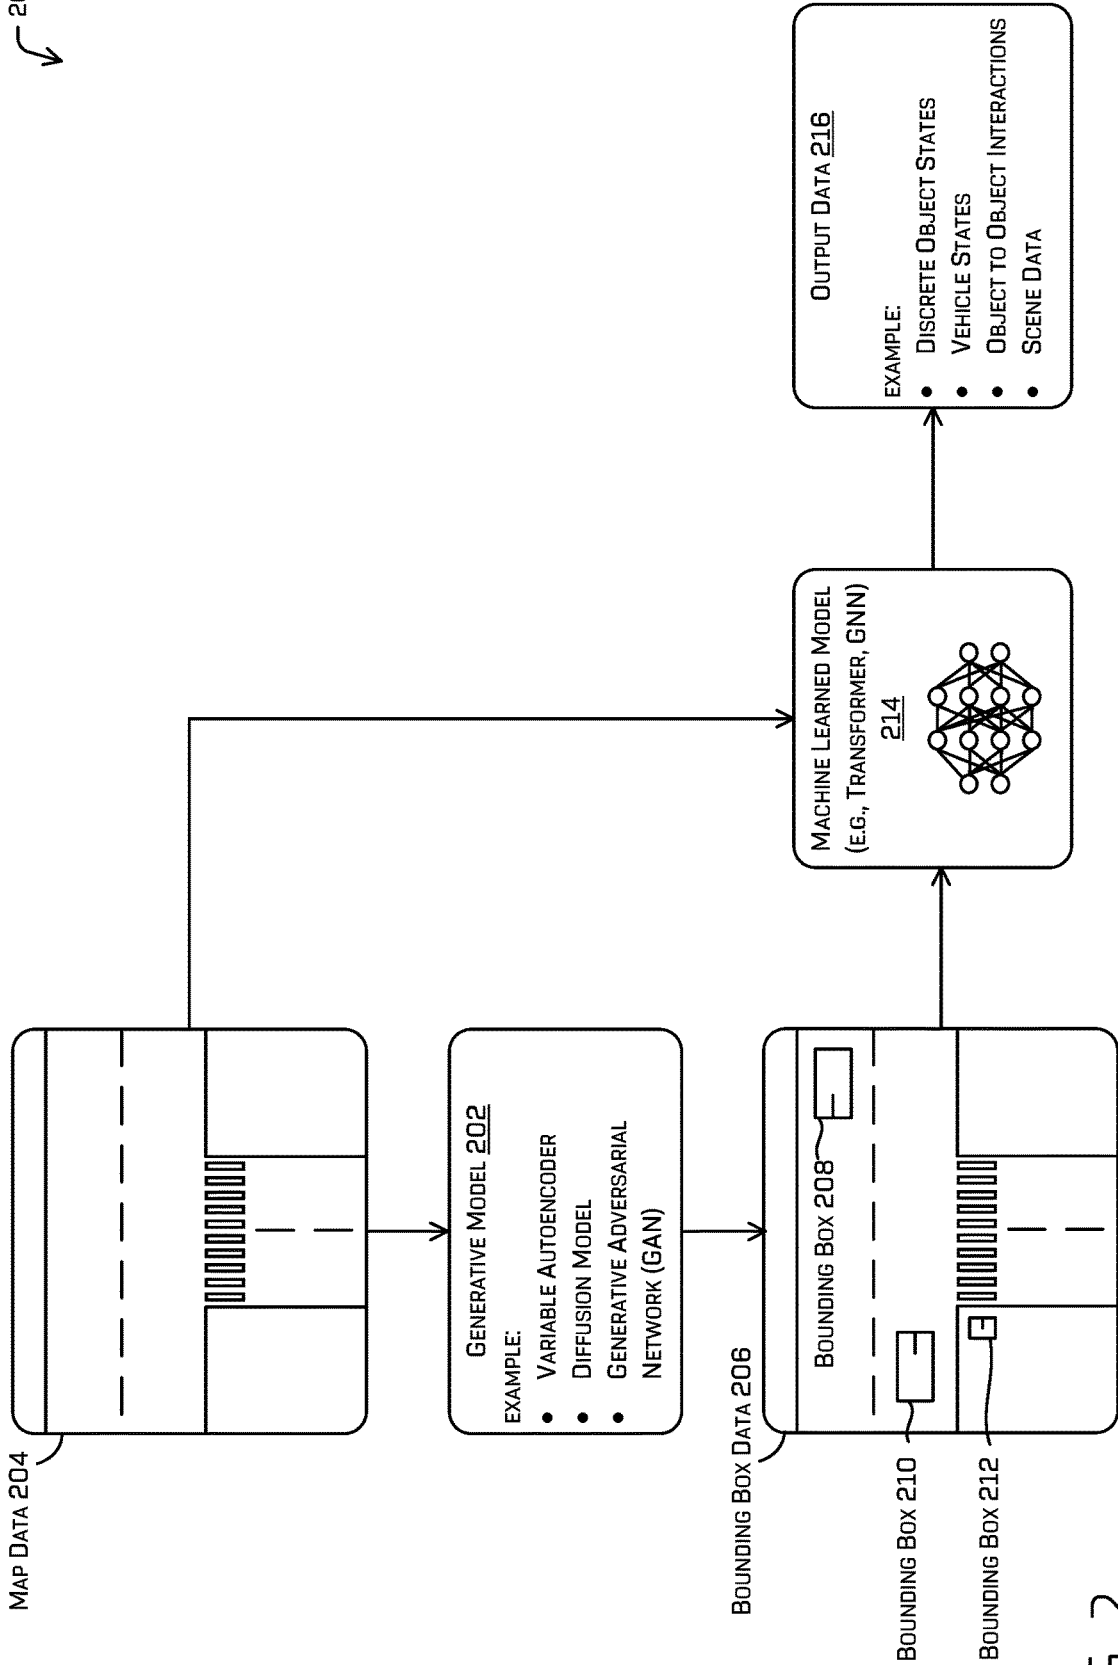 MAP DATA 204
GENERATIVE MODEL 202
EXAMPLE:
• VARIABLE AUTOENCODER
• DIFFUSION MODEL
• GENERATIVE ADVERSARIAL
NETWORK (GAN)
BOUNDING BOX DATA 206
BOUNDING BOX 208
BOUNDING BOX 210
BOUNDING BOX 212
MACHINE LEARNED MODEL
(E.G., TRANSFORMER, GNN)
214
OUTPUT DATA 216
EXAMPLE:
• DISCRETE OBJECT STATES
• VEHICLE STATES
• OBJECT TO OBJECT INTERACTIONS
• SCENE DATA